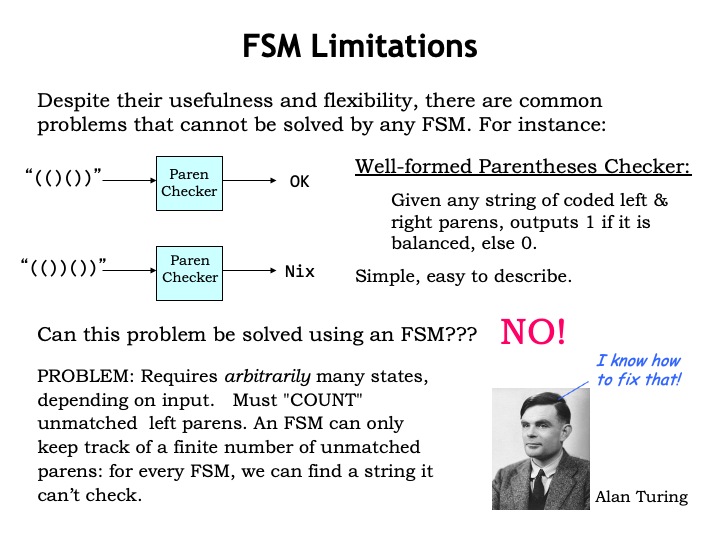 FSM Limitations
Despite their usefulness and flexibility, there are common
problems that cannot be solved by any FSM. For instance:
“(()())”
Paren
Checker
OK
“(())())”
Paren
Checker
Nix
Well-formed Parentheses Checker:
Given any string of coded left &
right parens, outputs 1 if it is
balanced, else 0.
Simple, easy to describe.
Can this problem be solved using an FSM???
NO!
PROBLEM: Requires arbitrarily many states,
depending on input. Must "COUNT"
unmatched left parens. An FSM can only
keep track of a finite number of unmatched
parens: for every FSM, we can find a string it
can’t check.
I know how
to fix that!
Alan Turing